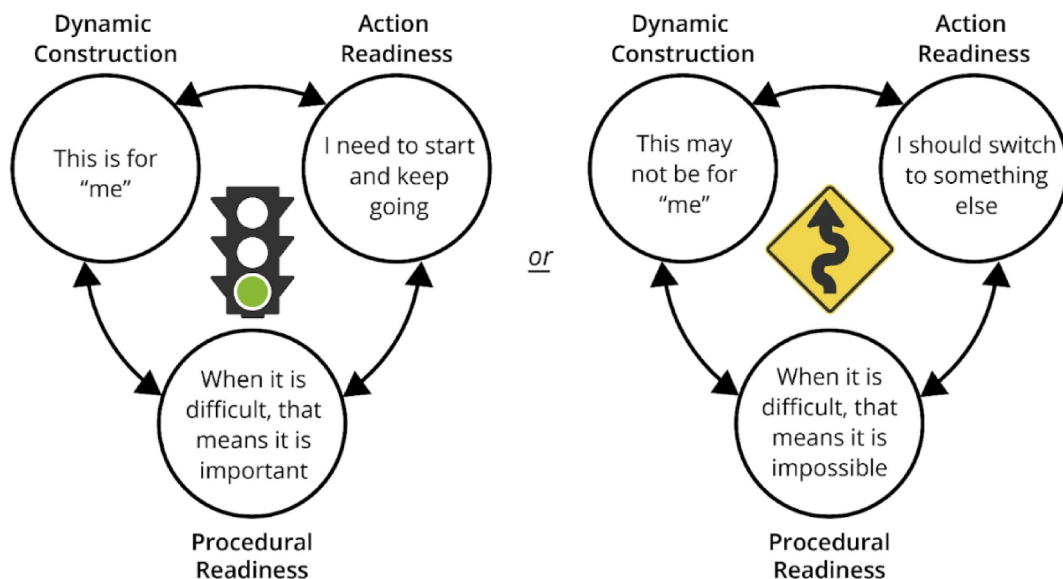 Dynamic
Construction
Action
Readiness
This is for
“me”
I need to start
and keep
going
When it is
difficult, that
means it is
important
Procedural
Readiness
or
Dynamic
Construction
Action
Readiness
This may
not be for
“me”
I should switch
to something
else
When it is
difficult, that
means it is
impossible
Procedural
Readiness